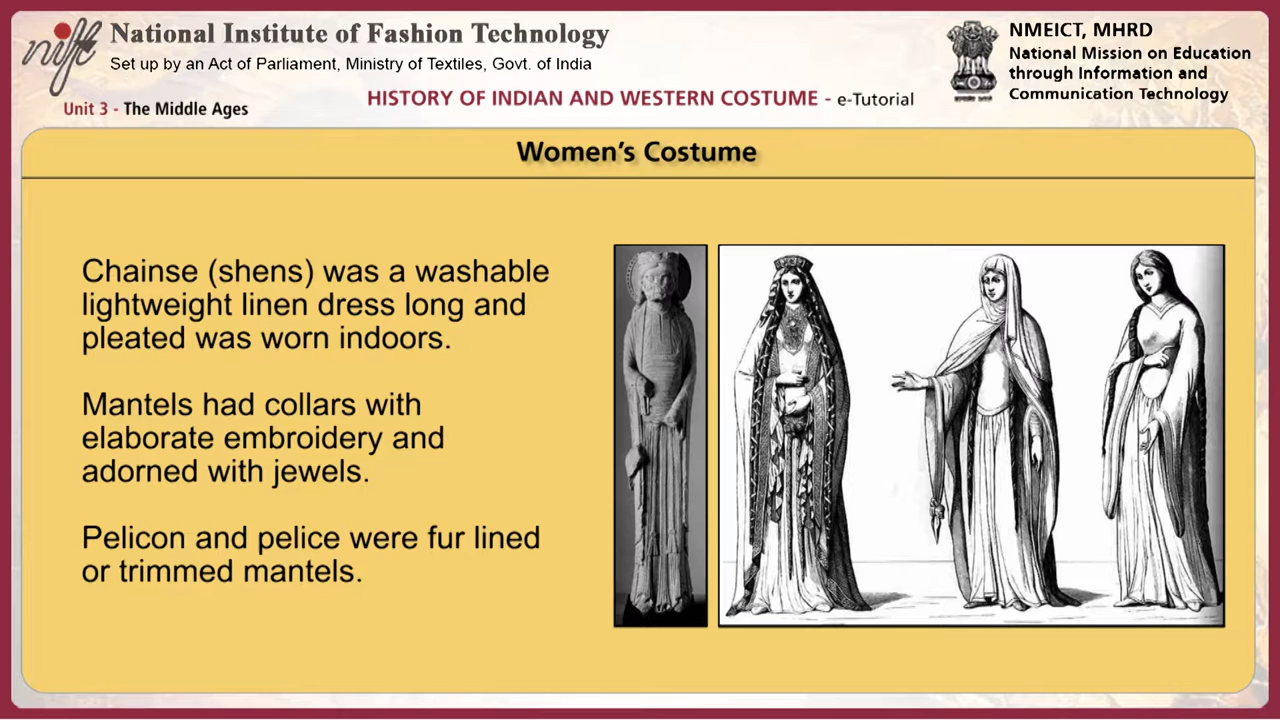 nift
National Institute of Fashion Technology
Set up by an Act of Parliament, Ministry of Textiles, Govt. of India
NMEICT, MHRD
National Mission on Education
through Information and
Communication Technology
Unit 3 - The Middle Ages
HISTORY OF INDIAN AND WESTERN COSTUME - e-Tutorial
Women's Costume
Chainse (shens) was a washable
lightweight linen dress long and
pleated was worn indoors.
Mantels had collars with
elaborate embroidery and
adorned with jewels.
Pelicon and pelice were fur lined
or trimmed mantels.